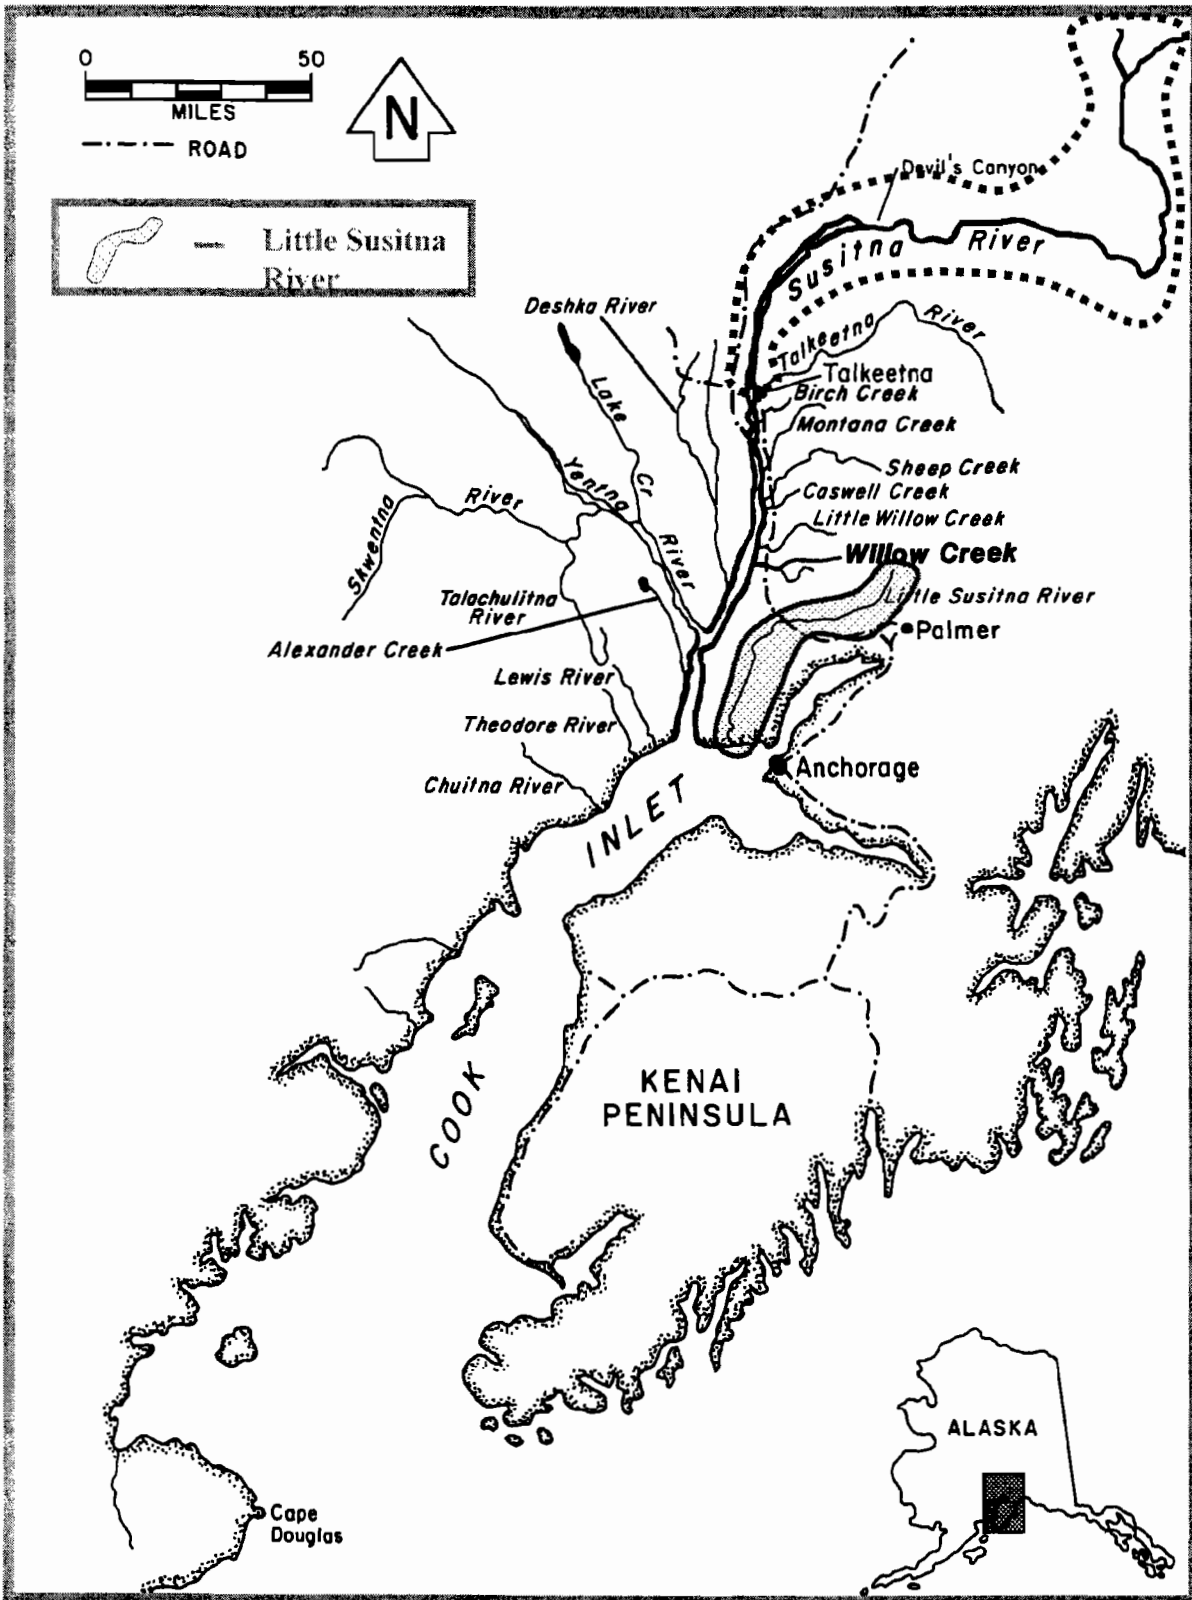 0 50
MILES
ROAD
N
Little Susitna
River
Devil's Canyon
Susitna River
Deshka River
Talkeetna River
Talkeetna
Birch Creek
Lake Cr
Montana Creek
Sheep Creek
Yentna River
Caswell Creek
Skwentna River
Little Willow Creek
Willow Creek
Little Susitna River
Talachulitna
River
Palmer
Alexander Creek
Lewis River
Theodore River
Anchorage
Chuitna River
COOK INLET
KENAI
PENINSULA
ALASKA
Cape
Douglas